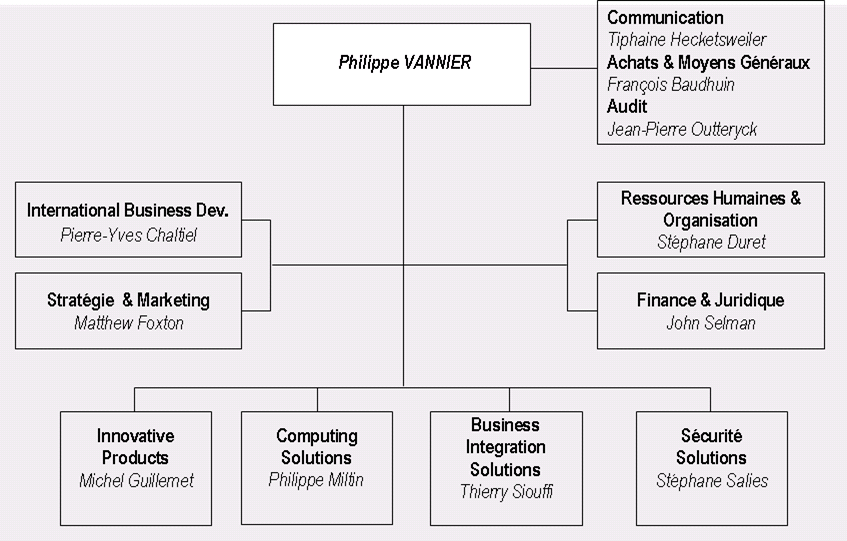 Philippe VANNIER
Communication
Tiphaine Hecketsweiler
Achats & Moyens Généraux
François Baudhuin
Audit
Jean-Pierre Outteryck
International Business Dev.
Pierre-Yves Chaltiel
Ressources Humaines &
Organisation
Stéphane Duret
Stratégie & Marketing
Matthew Foxton
Finance & Juridique
John Selman
Innovative
Products
Michel Guillemet
Computing
Solutions
Philippe Miltin
Business
Integration
Solutions
Thierry Siouffi
Sécurité
Solutions
Stéphane Salies